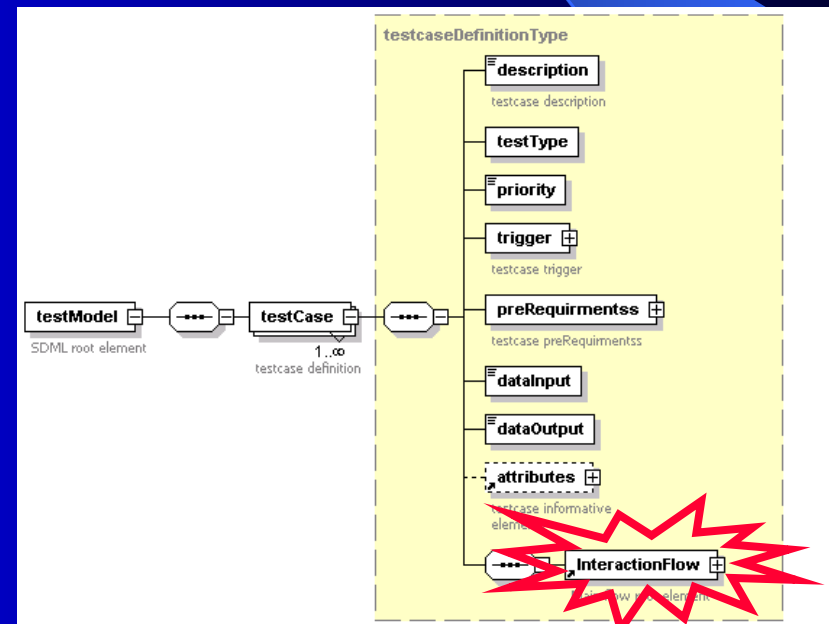 testcaseDefinitionType
description
testcase description
testType
priority
trigger
testcase trigger
testModel
SDML root element
testCase
1..∞
testcase definition
preRequirmentss
testcase preRequirmentss
dataInput
dataOutput
attributes
testcase informative
InteractionFlow
element